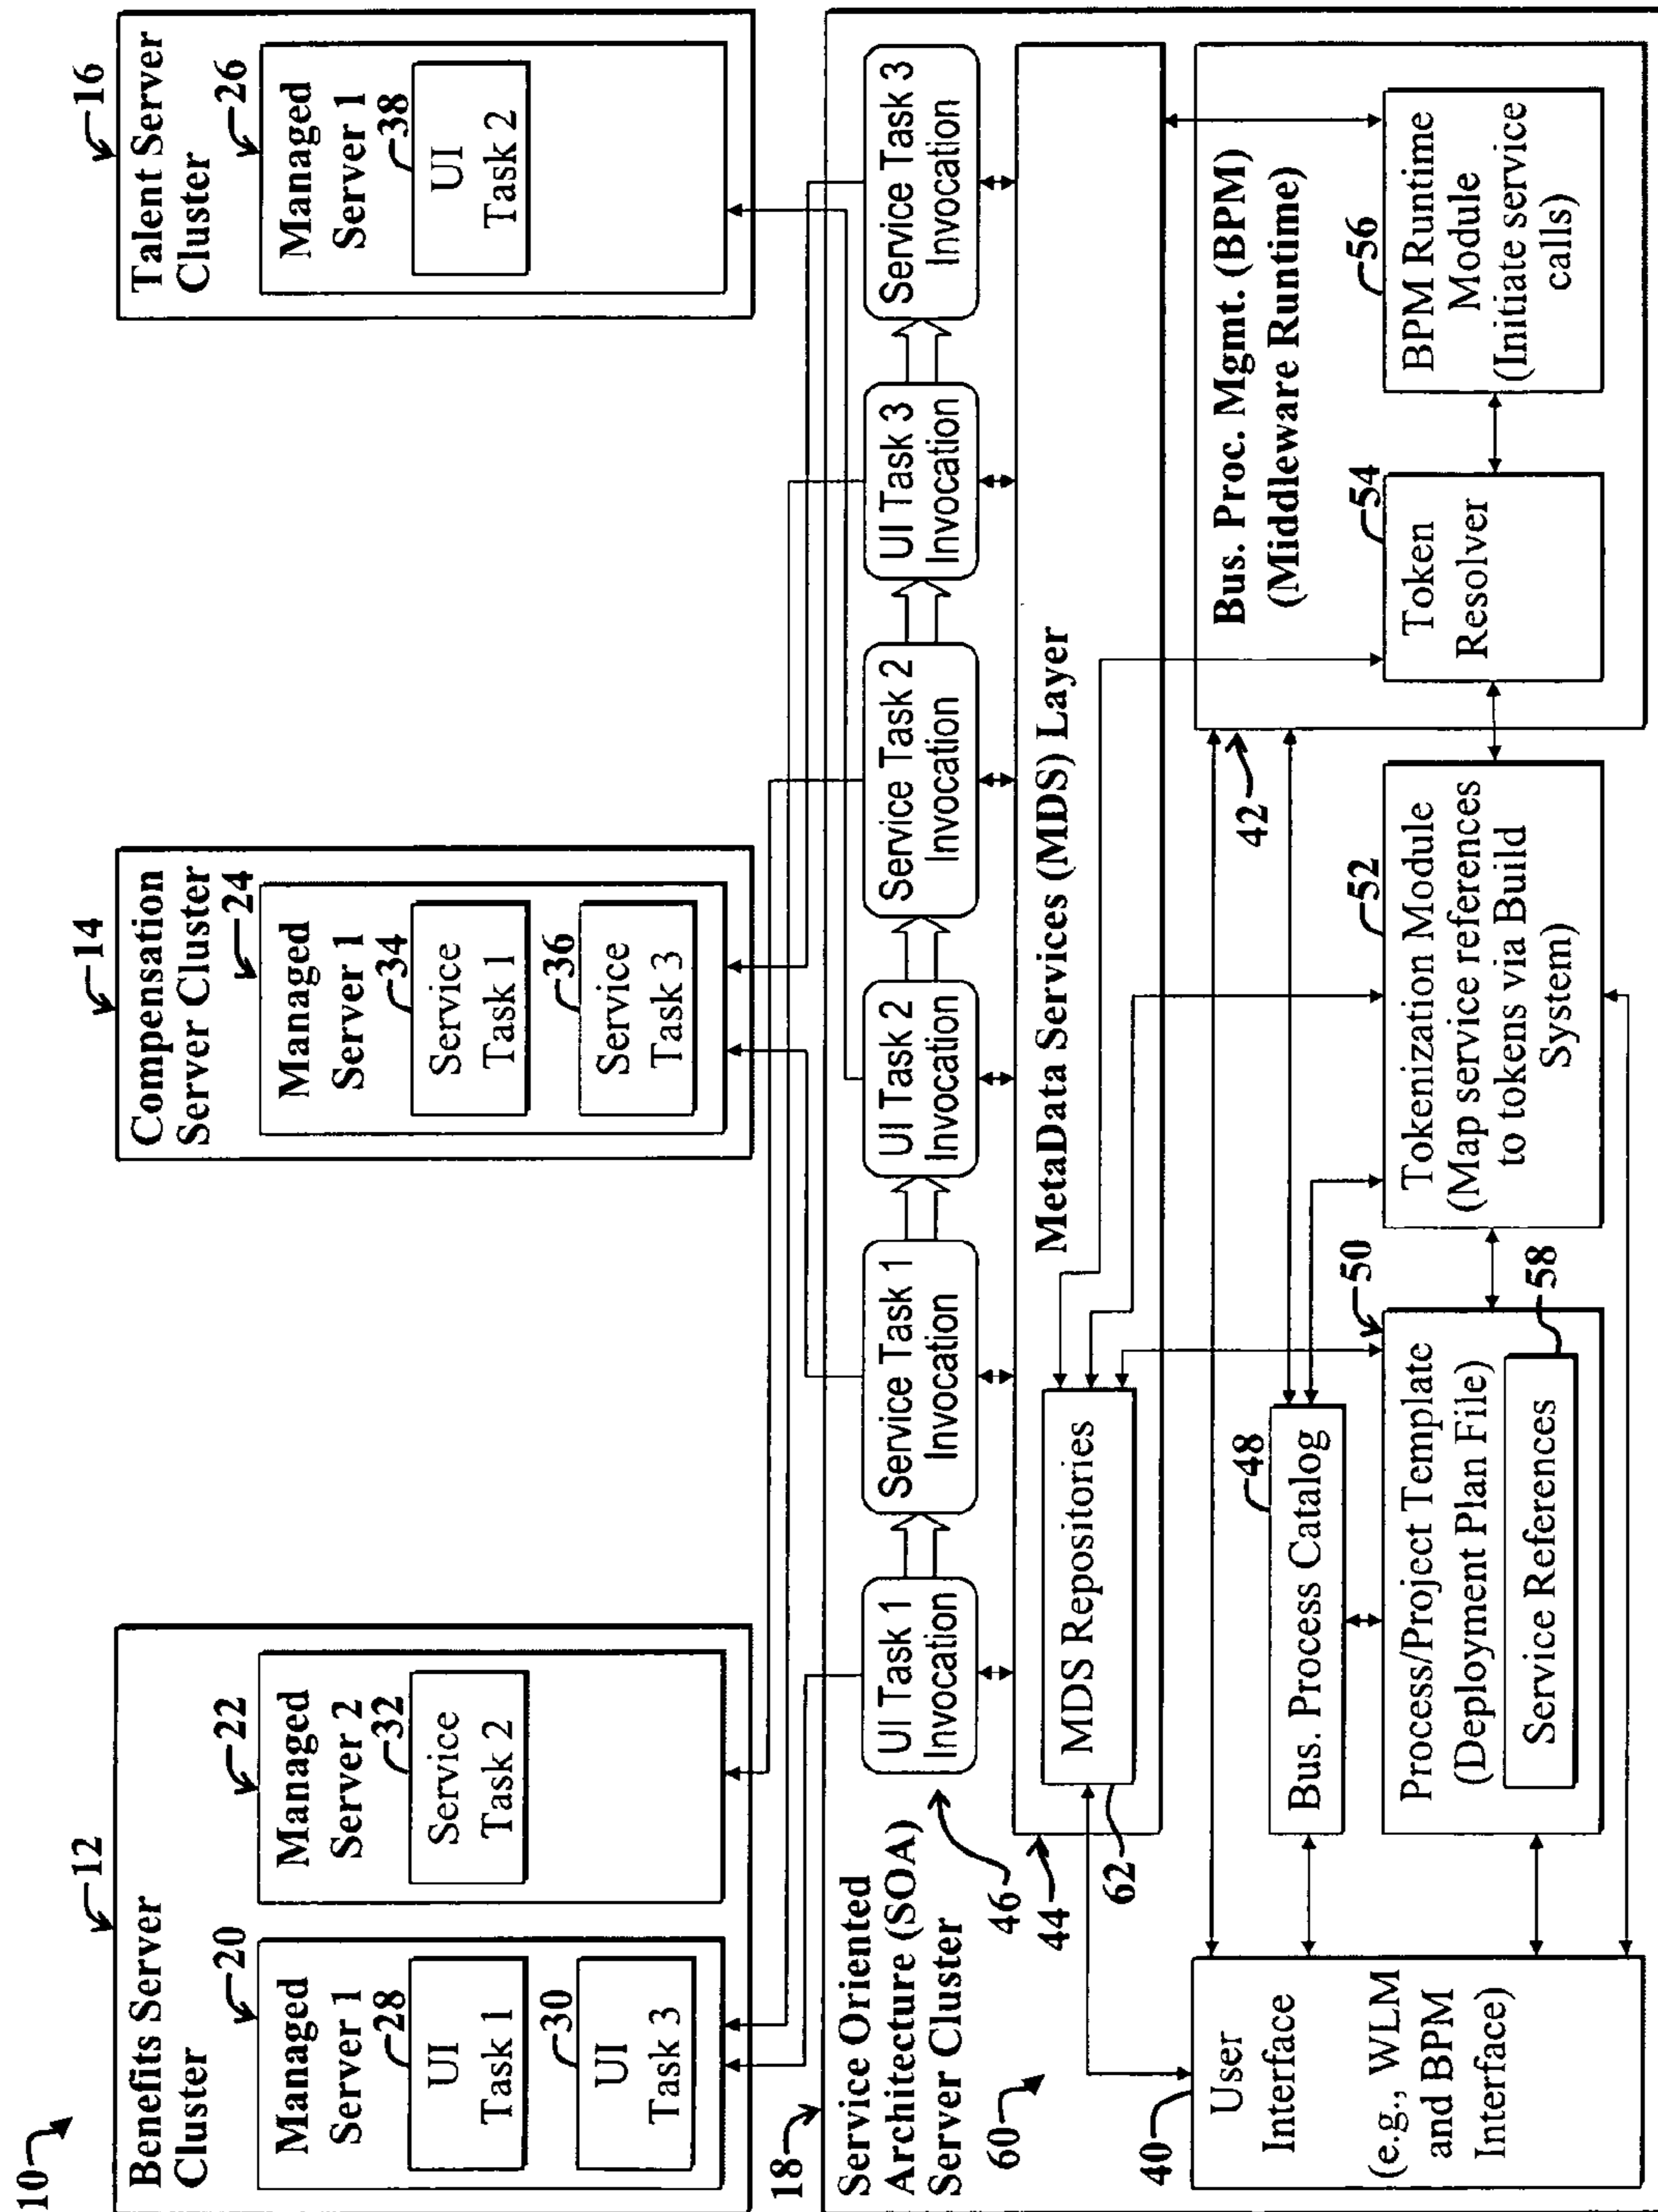 10
12
Benefits Server
Cluster
20
Managed
Server 1
28
UI
Task 1
30
UI
Task 3
22
Managed
Server 2
32
Service
Task 2
14
Compensation
Server Cluster
24
Managed
Server 1
34
Service
Task 1
36
Service
Task 3
16
Talent Server
Cluster
26
Managed
Server 1
38
UI
Task 2
18
Service Oriented
Architecture (SOA)
Server Cluster
60
46
UI Task 1
Invocation
Service Task 1
Invocation
UI Task 2
Invocation
Service Task 2
Invocation
UI Task 3
Invocation
Service Task 3
Invocation
44
MetaData Services (MDS) Layer
MDS Repositories
62
40
User
Interface
(e.g., WLM
and BPM
Interface)
48
Bus. Process Catalog
50
Process/Project Template
(Deployment Plan File)
58
Service References
52
Tokenization Module
(Map service references
to tokens via Build
System)
42
Bus. Proc. Mgmt. (BPM)
(Middleware Runtime)
54
Token
Resolver
56
BPM Runtime
Module
(Initiate service
calls)